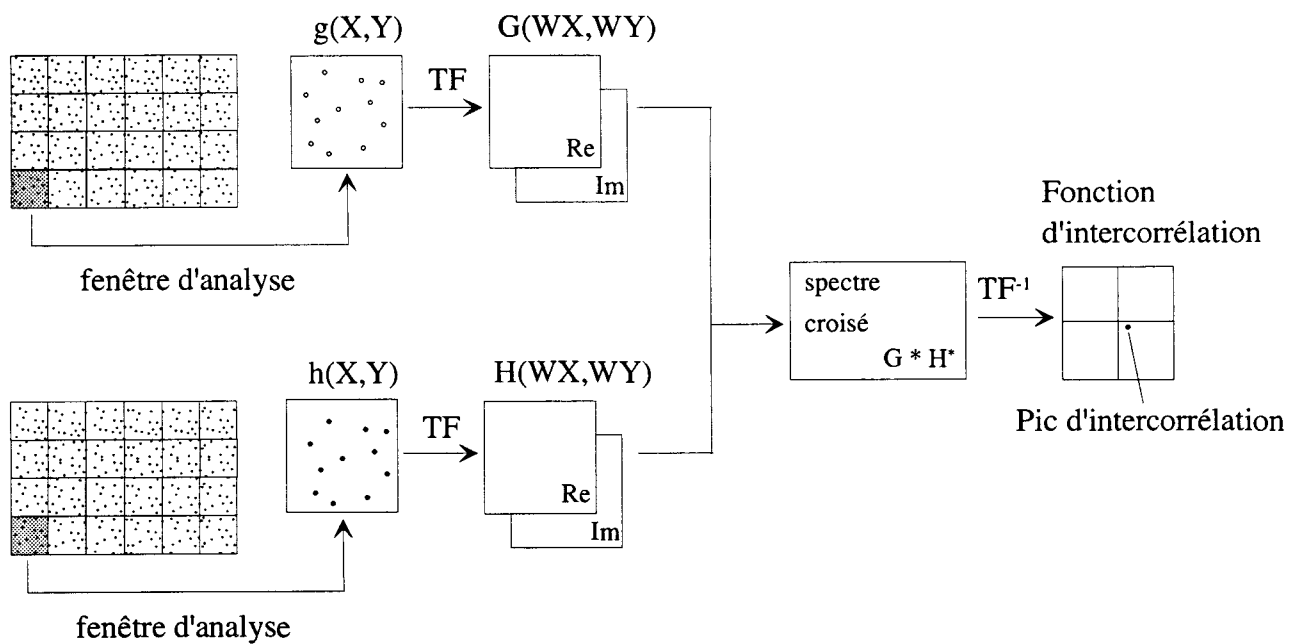 g(X,Y)
G(WX,WY)
TF
Re
Im
fenêtre d'analyse
Fonction
d'intercorrélation
spectre
croisé
G * H*
TF-1
Pic d'intercorrélation
h(X,Y)
H(WX,WY)
TF
Re
Im
fenêtre d'analyse